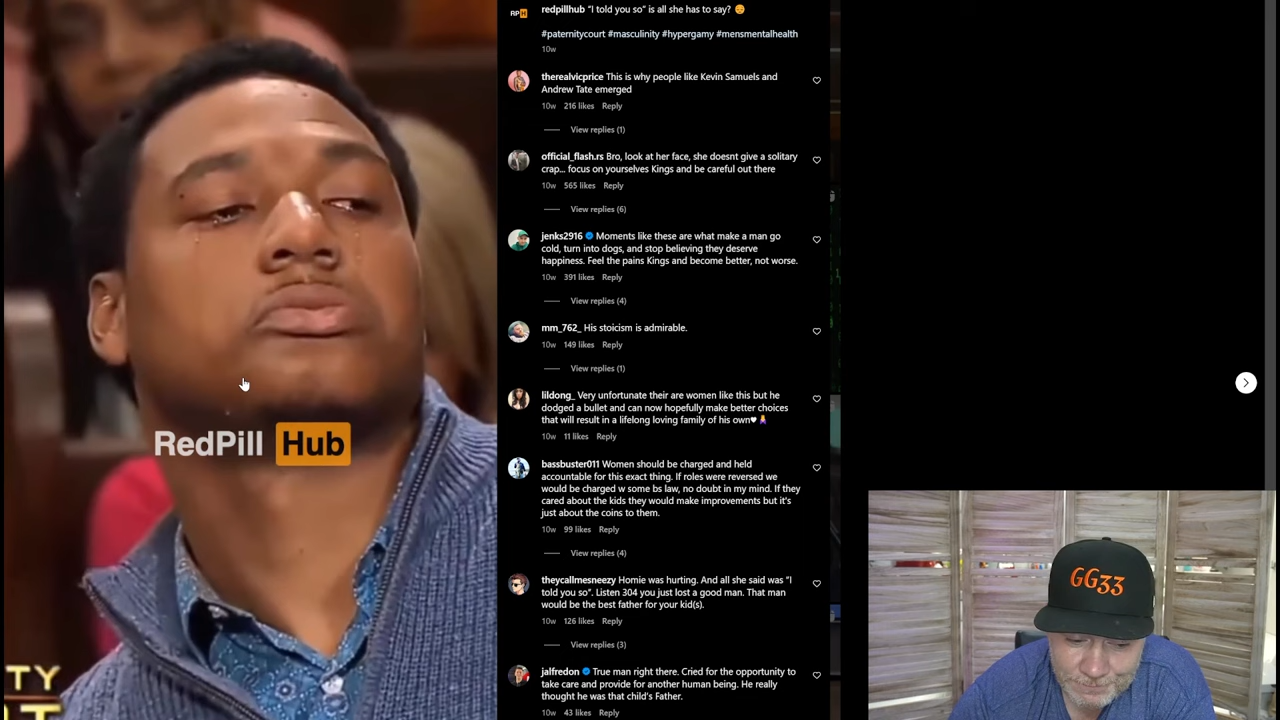 RedPill Hub
TY
RPH
redpillhub "I told you so" is all she has to say? 😔
#paternitycourt #masculinity #hypergamy #mensmentalhealth
10w
therealvicprice This is why people like Kevin Samuels and
Andrew Tate emerged
10w 216 likes Reply
View replies (1)
official_flash.rs Bro, look at her face, she doesnt give a solitary
crap... focus on yourselves Kings and be careful out there
10w 565 likes Reply
View replies (6)
jenks2916 Moments like these are what make a man go
cold, turn into dogs, and stop believing they deserve
happiness. Feel the pains Kings and become better, not worse.
10w 391 likes Reply
View replies (4)
mm_762_ His stoicism is admirable.
10w 149 likes Reply
View replies (1)
lildong_ Very unfortunate their are women like this but he
dodged a bullet and can now hopefully make better choices
that will result in a lifelong loving family of his own♥🤷‍♀️
10w 11 likes Reply
bassbuster011 Women should be charged and held
accountable for this exact thing. If roles were reversed we
would be charged w some bs law, no doubt in my mind. If they
cared about the kids they would make improvements but it's
just about the coins to them.
10w 99 likes Reply
View replies (4)
theycallmesneezy Homie was hurting. And all she said was "I
told you so". Listen 304 you just lost a good man. That man
would be the best father for your kid(s).
10w 126 likes Reply
View replies (3)
jalfredon True man right there. Cried for the opportunity to
take care and provide for another human being. He really
thought he was that child's Father.
10w 43 likes Reply
GG33